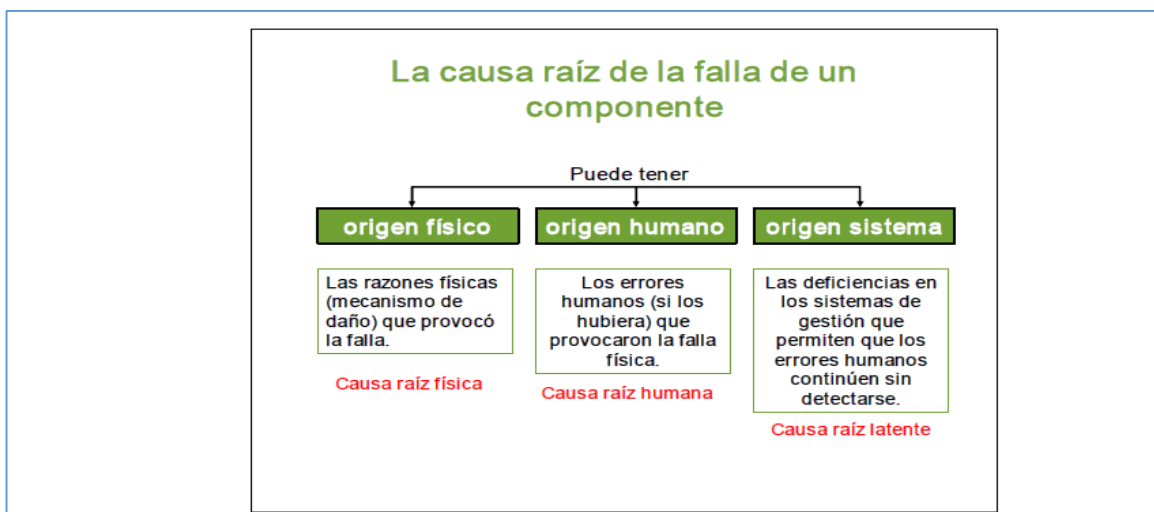 La causa raíz de la falla de un
componente
Puede tener
origen físico
origen humano
origen sistema
Las razones físicas
(mecanismo de
daño) que provocó
la falla.
Causa raíz física
Los errores
humanos (si los
hubiera) que
provocaron la falla
física.
Causa raíz humana
Las deficiencias en
los sistemas de
gestión que
permiten que los
errores humanos
continúen sin
detectarse.
Causa raíz latente